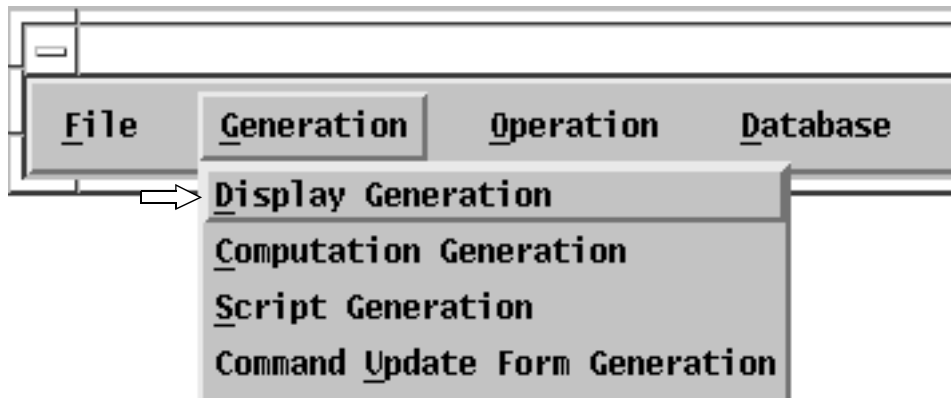 File Generation Operation Database
Display Generation
Computation Generation
Script Generation
Command Update Form Generation